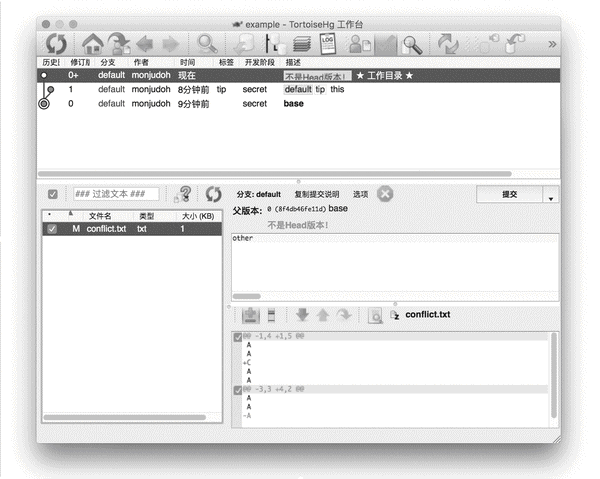 example - TortoiseHg 工作台
LOG
»
历史 修订版 分支 作者 时间 标签 开发阶段 描述
0+ default monjudoh 现在 不是Head版本! ★ 工作目录 ★
1 default monjudoh 8分钟前 tip secret default tip this
0 default monjudoh 9分钟前 secret base
### 过滤文本 ###
分支: default 复制提交说明 选项 提交
父版本: 0 (8f4db46fe11d) base
不是Head版本!
* 文件名 类型 大小 (KB)
M conflict.txt txt 1
other
conflict.txt
@@ -1,4 +1,5 @@
A
A
+C
A
A
@@ -3,3 +4,2 @@
A
A
-A